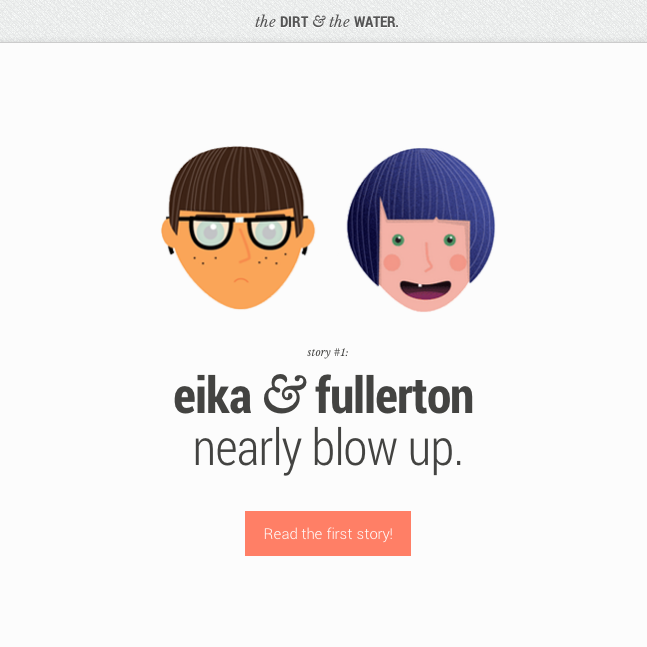 the DIRT & the WATER.
story #1:
eika & fullerton
nearly blow up.
Read the first story!